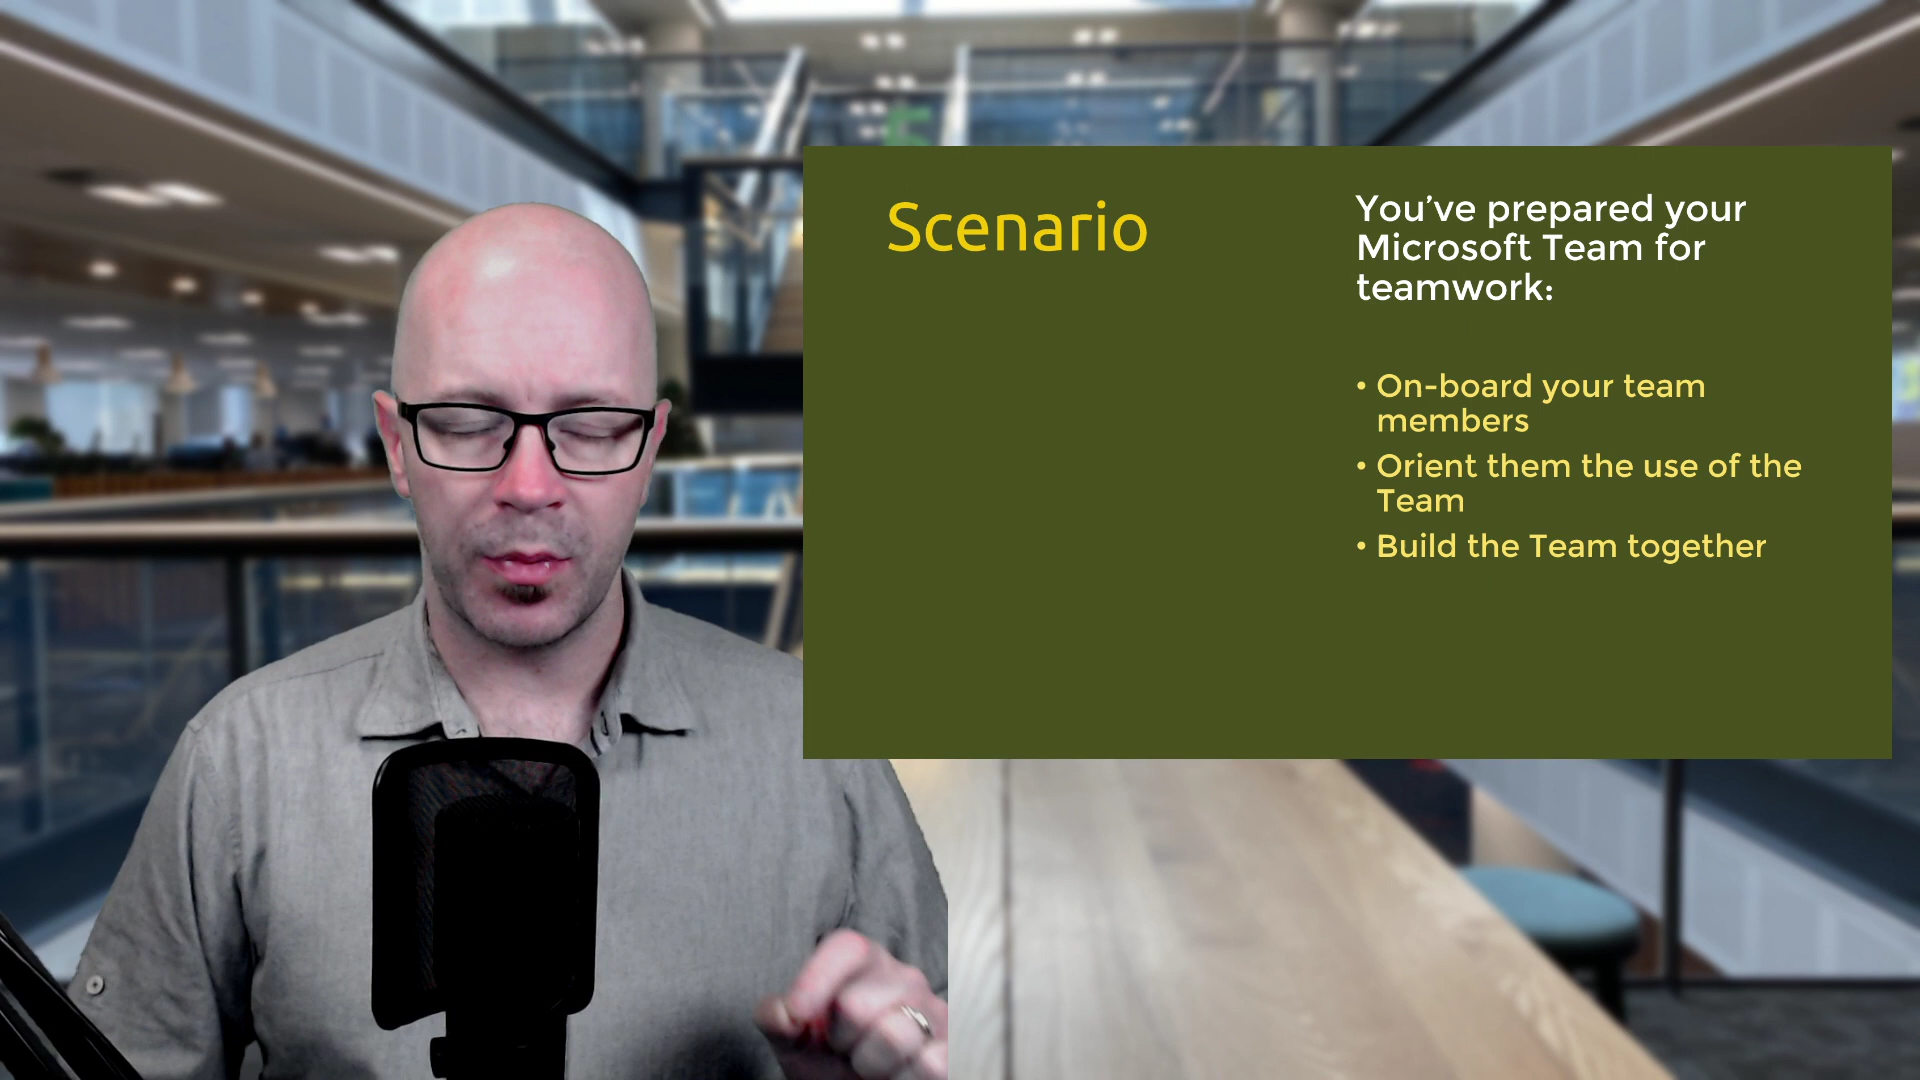 Scenario
You’ve prepared your
Microsoft Team for
teamwork:
• On-board your team
members
• Orient them the use of the
Team
• Build the Team together